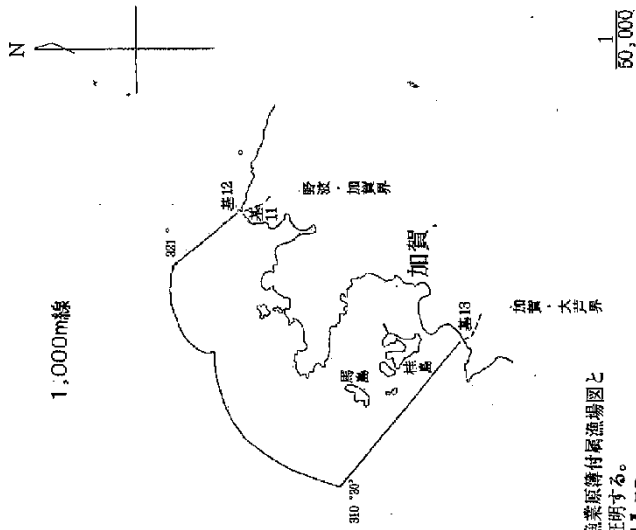 N
1,000m線
321
基12
基11
野波・加賀界
加賀
基13
加賀・大芦界
馬島
桂島
310°30'
1
50,000
漁業原簿付属漁場図と
証明する。